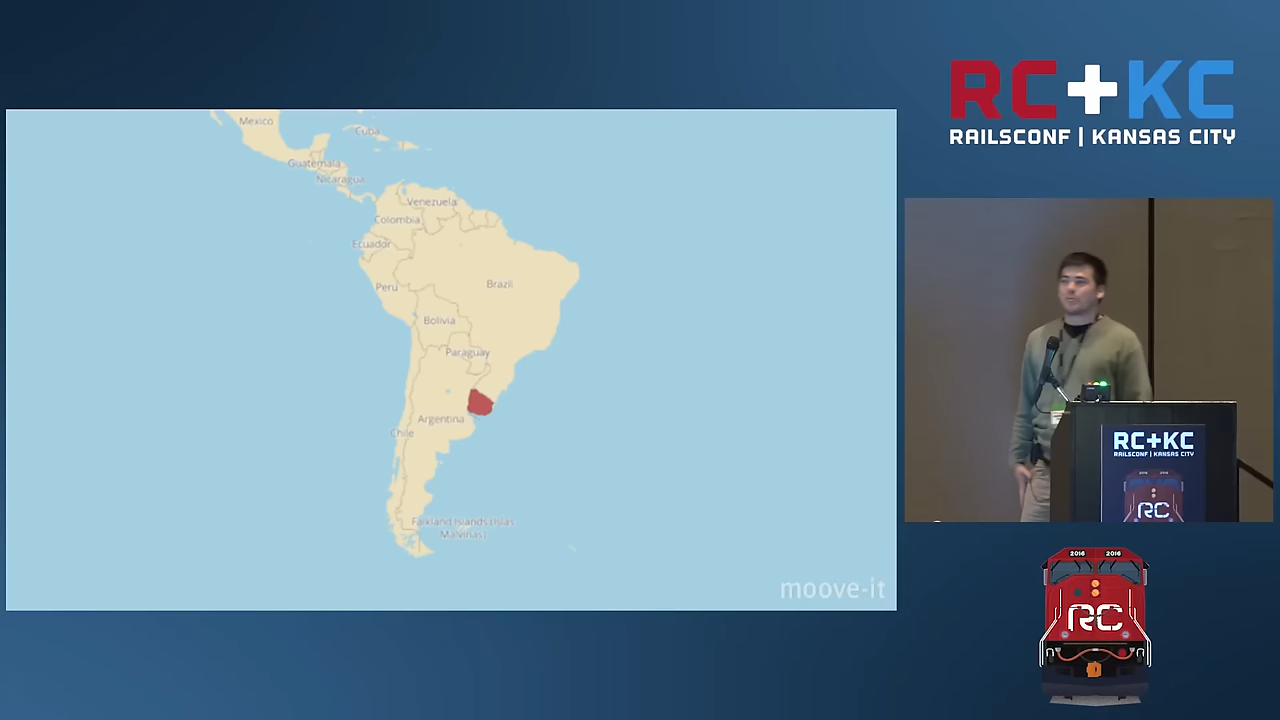 RC+KC
RAILSCONF | KANSAS CITY
Mexico
Cuba
Guatemala
Nicaragua
Venezuela
Colombia
Ecuador
Brazil
Peru
Bolivia
Paraguay
Argentina
Chile
Falkland Islands (Islas
Malvinas)
moove-it
RC+KC
RAILSCONF | KANSAS CITY
RC
2016 2016
RC